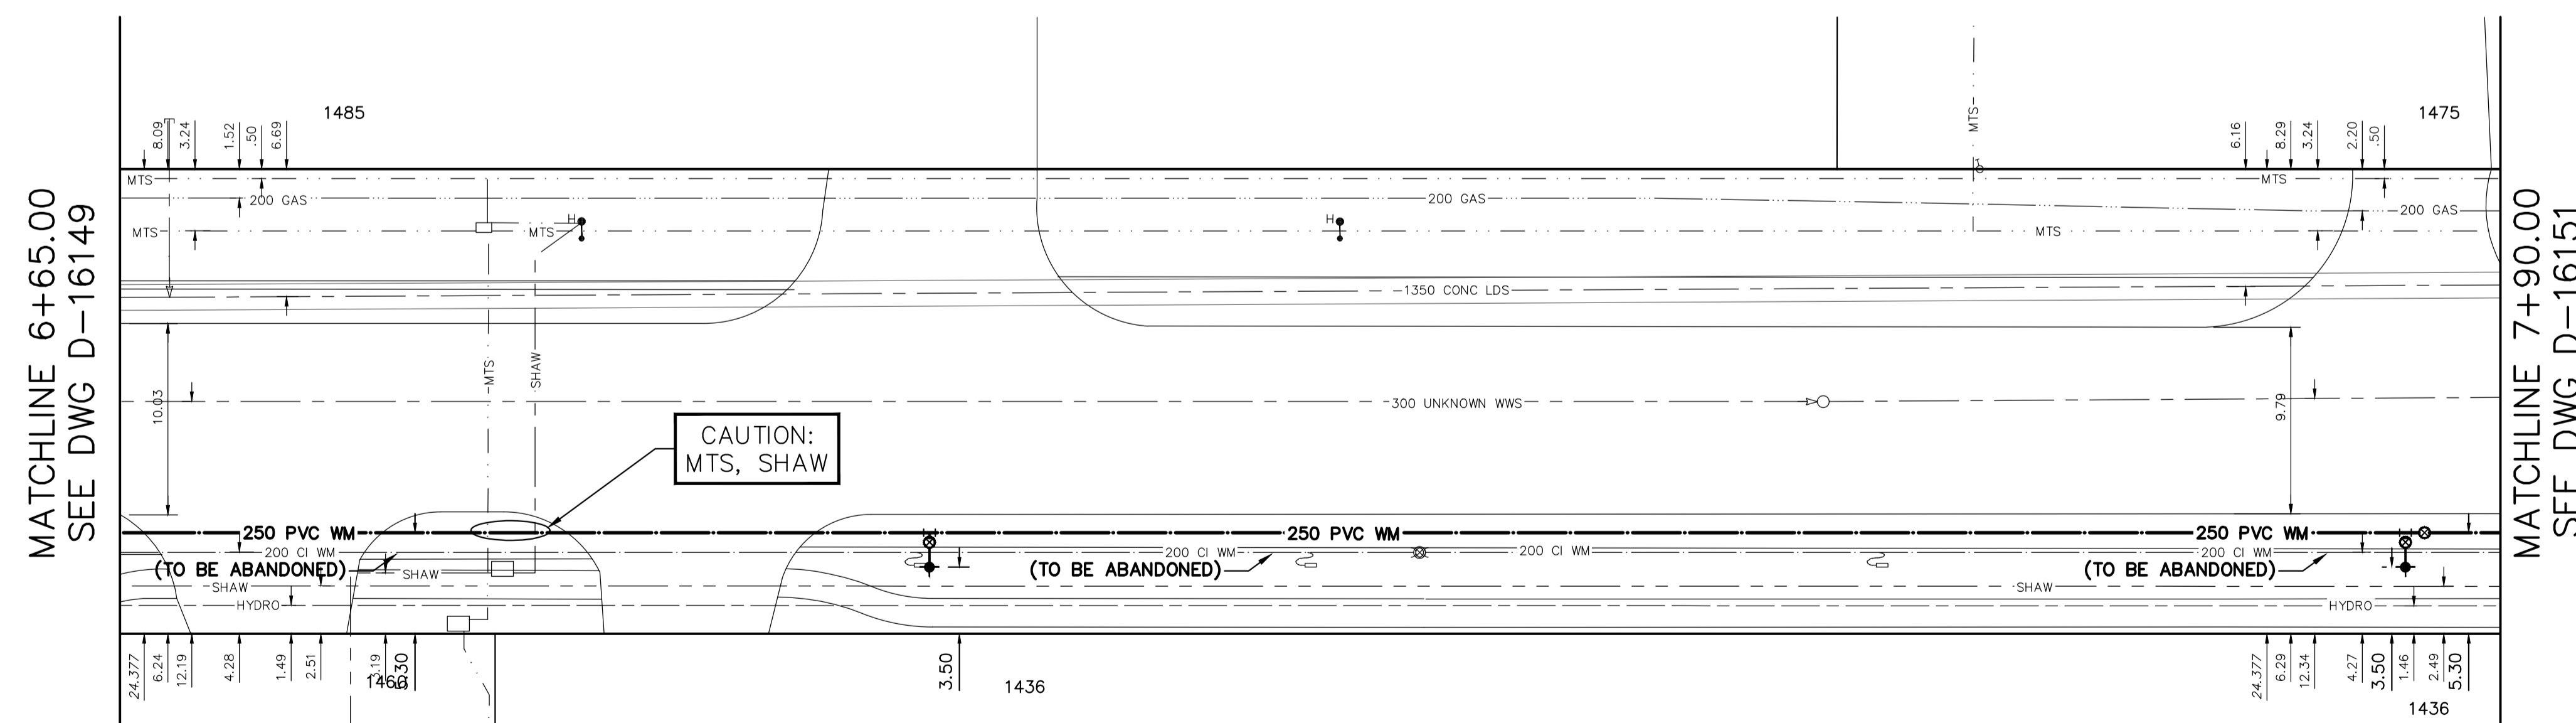 MATCHLINE 6+65.00
SEE DWG D-16149
8.09
3.24
1.52
.50
6.69
1485
MTS
6.16
8.29
3.24
2.20
.50
1475
MTS
MTS
200 GAS
200 GAS
200 GAS
H
H
MTS
MTS
MTS
1350 CONC LDS
MTS
SHAW
10.03
300 UNKNOWN WWS
9.79
CAUTION:
MTS, SHAW
250 PVC WM
250 PVC WM
250 PVC WM
200 CI WM
200 CI WM
200 CI WM
200 CI WM
(TO BE ABANDONED)
(TO BE ABANDONED)
(TO BE ABANDONED)
SHAW
SHAW
SHAW
HYDRO
HYDRO
24.377
6.24
12.19
4.28
1.49
2.51
5.30
3.50
1436
24.377
6.29
12.34
4.27
3.50
1.46
2.49
5.30
1436
MATCHLINE 7+90.00
SEE DWG D-16151